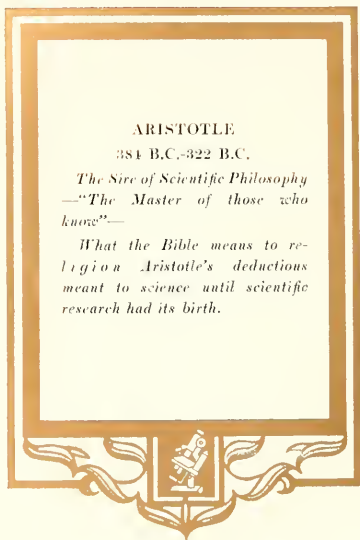 ARISTOTLE
384 B.C.-322 B.C.
The Sire of Scientific Philosophy
—"The Master of those who
know"—
What the Bible means to re-
ligion Aristotle's deductions
meant to science until scientific
research had its birth.